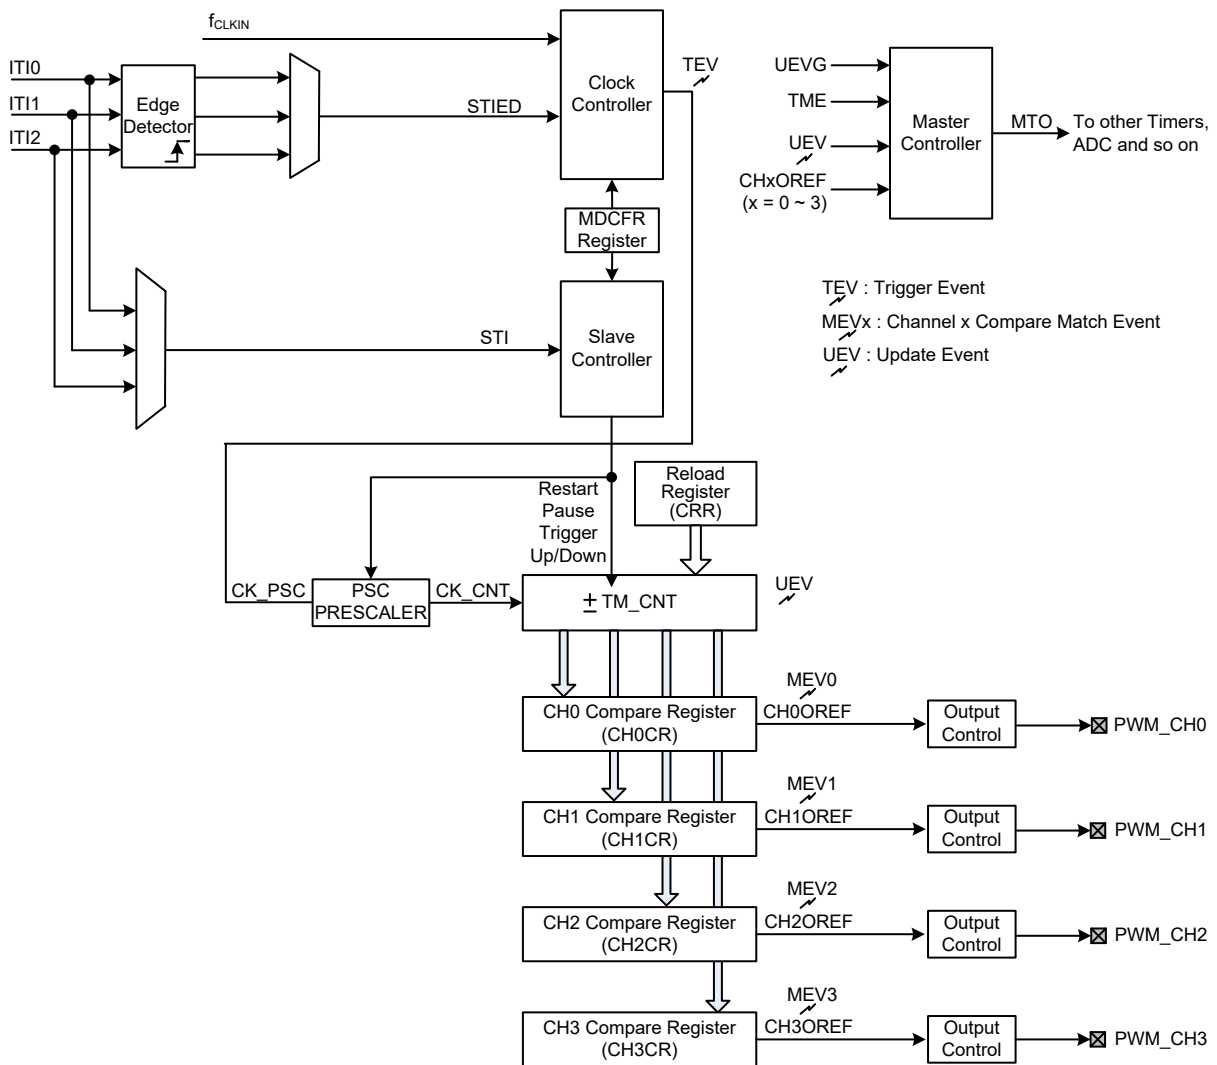 fCLKIN
ITI0
ITI1
ITI2
Edge
Detector
STIED
Clock
Controller
TEV
MDCFR
Register
STI
Slave
Controller
UEVG
TME
UEV
CHxOREF
(x = 0 ~ 3)
Master
Controller
MTO
To other Timers,
ADC and so on
TEV : Trigger Event
MEVx : Channel x Compare Match Event
UEV : Update Event
Restart
Pause
Trigger
Up/Down
Reload
Register
(CRR)
CK_PSC
PSC
PRESCALER
CK_CNT
± TM_CNT
UEV
CH0 Compare Register
(CH0CR)
MEV0
CH0OREF
Output
Control
PWM_CH0
CH1 Compare Register
(CH1CR)
MEV1
CH1OREF
Output
Control
PWM_CH1
CH2 Compare Register
(CH2CR)
MEV2
CH2OREF
Output
Control
PWM_CH2
CH3 Compare Register
(CH3CR)
MEV3
CH3OREF
Output
Control
PWM_CH3